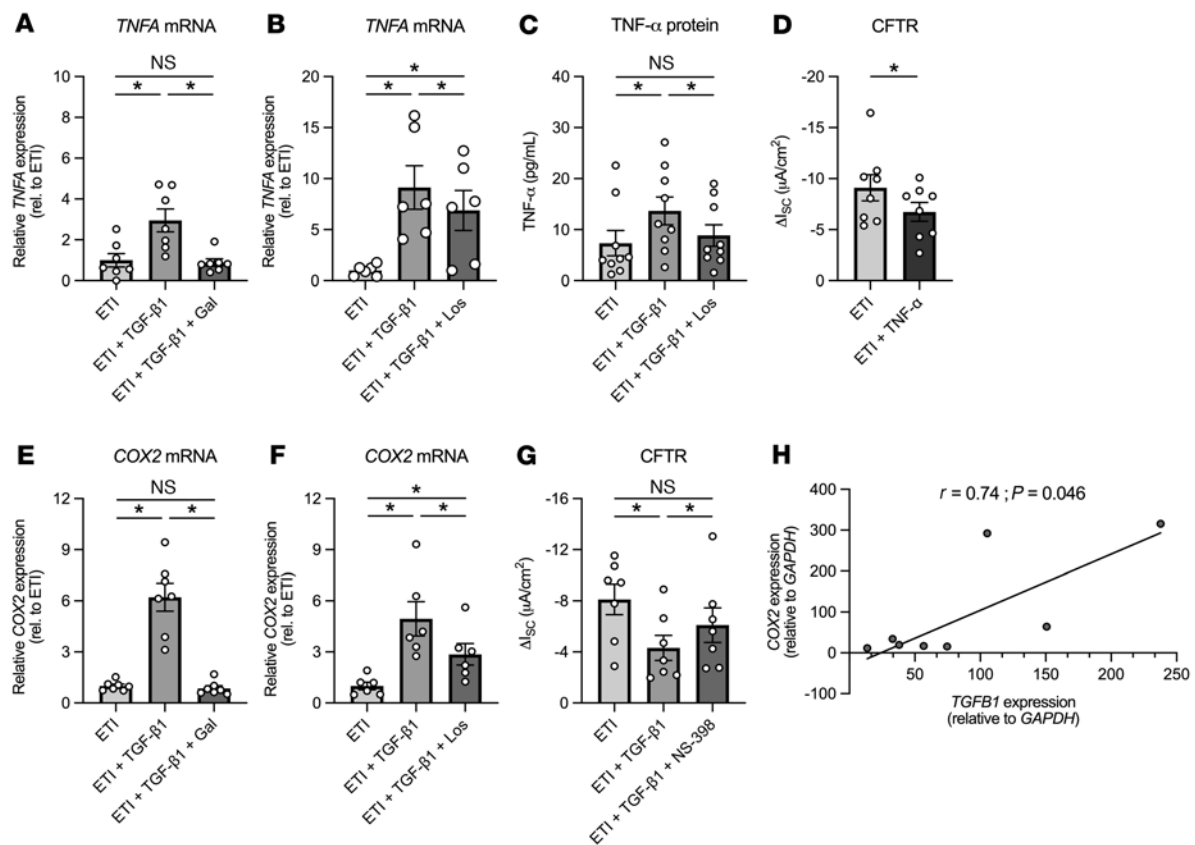 A
TNFA mRNA
NS
*
*
Relative TNFA expression
(rel. to ETI)
10
8
6
4
2
0
ETI
ETI + TGF-β1
ETI + TGF-β1 + Gal
B
TNFA mRNA
*
*
*
Relative TNFA expression
(rel. to ETI)
20
15
10
5
0
ETI
ETI + TGF-β1
ETI + TGF-β1 + Los
C
TNF-α protein
NS
*
*
TNF-α (pg/mL)
40
30
20
10
0
ETI
ETI + TGF-β1
ETI + TGF-β1 + Los
D
CFTR
*
ΔISC (μA/cm²)
-20
-15
-10
-5
0
ETI
ETI + TNF-α
E
COX2 mRNA
NS
*
*
Relative COX2 expression
(rel. to ETI)
12
9
6
3
0
ETI
ETI + TGF-β1
ETI + TGF-β1 + Gal
F
COX2 mRNA
*
*
*
Relative COX2 expression
(rel. to ETI)
12
9
6
3
0
ETI
ETI + TGF-β1
ETI + TGF-β1 + Los
G
CFTR
NS
*
*
ΔISC (μA/cm²)
-16
-12
-8
-4
0
ETI
ETI + TGF-β1
ETI + TGF-β1 + NS-398
H
r = 0.74 ; P = 0.046
COX2 expression
(relative to GAPDH)
400
300
200
100
0
-100
50
100
150
200
250
TGFB1 expression
(relative to GAPDH)